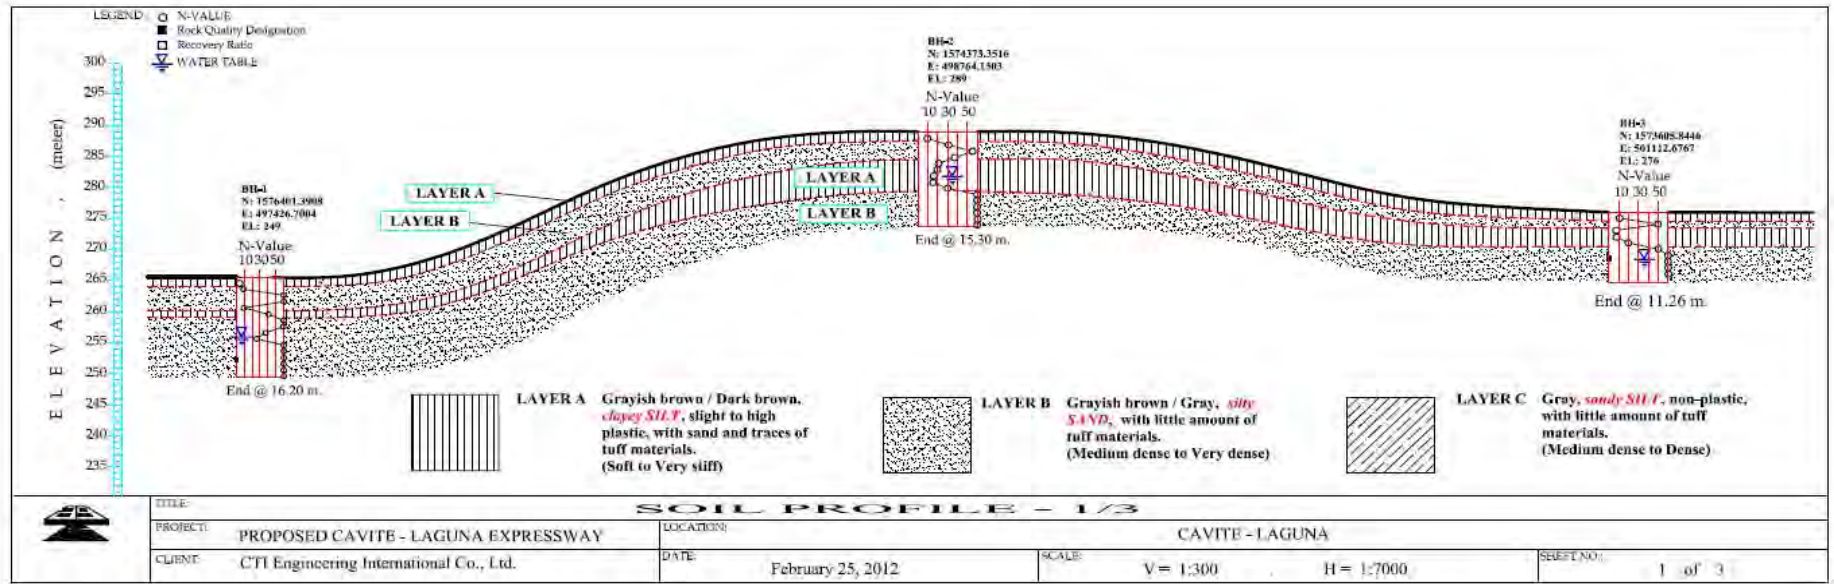 LEGEND:
N-VALUE
Rock Quality Designation
Recovery Ratio
WATER TABLE
ELEVATION, (meter)
300
295
290
285
280
275
270
265
260
255
250
245
240
235
BH-1
N: 1576401.3908
E: 497426.7004
EL: 249
N-Value
10 30 50
End @ 16.20 m.
LAYER A
LAYER B
BH-2
N: 1574373.3516
E: 498764.1503
EL: 289
N-Value
10 30 50
LAYER A
LAYER B
End @ 15.30 m.
BH-3
N: 1573605.8446
E: 501112.6767
EL: 276
N-Value
10 30 50
End @ 11.26 m.
LAYER A Grayish brown / Dark brown,
clayey SILT, slight to high
plastic, with sand and traces of
tuff materials.
(Soft to Very stiff)
LAYER B Grayish brown / Gray, silty
SAND, with little amount of
tuff materials.
(Medium dense to Very dense)
LAYER C Gray, sandy SILT, non-plastic,
with little amount of tuff
materials.
(Medium dense to Dense)
TITLE: SOIL PROFILE - 1/3
PROJECT: PROPOSED CAVITE - LAGUNA EXPRESSWAY
LOCATION: CAVITE - LAGUNA
CLIENT: CTI Engineering International Co., Ltd.
DATE: February 25, 2012
SCALE: V = 1:300 H = 1:7000
SHEET NO.: 1 of 3